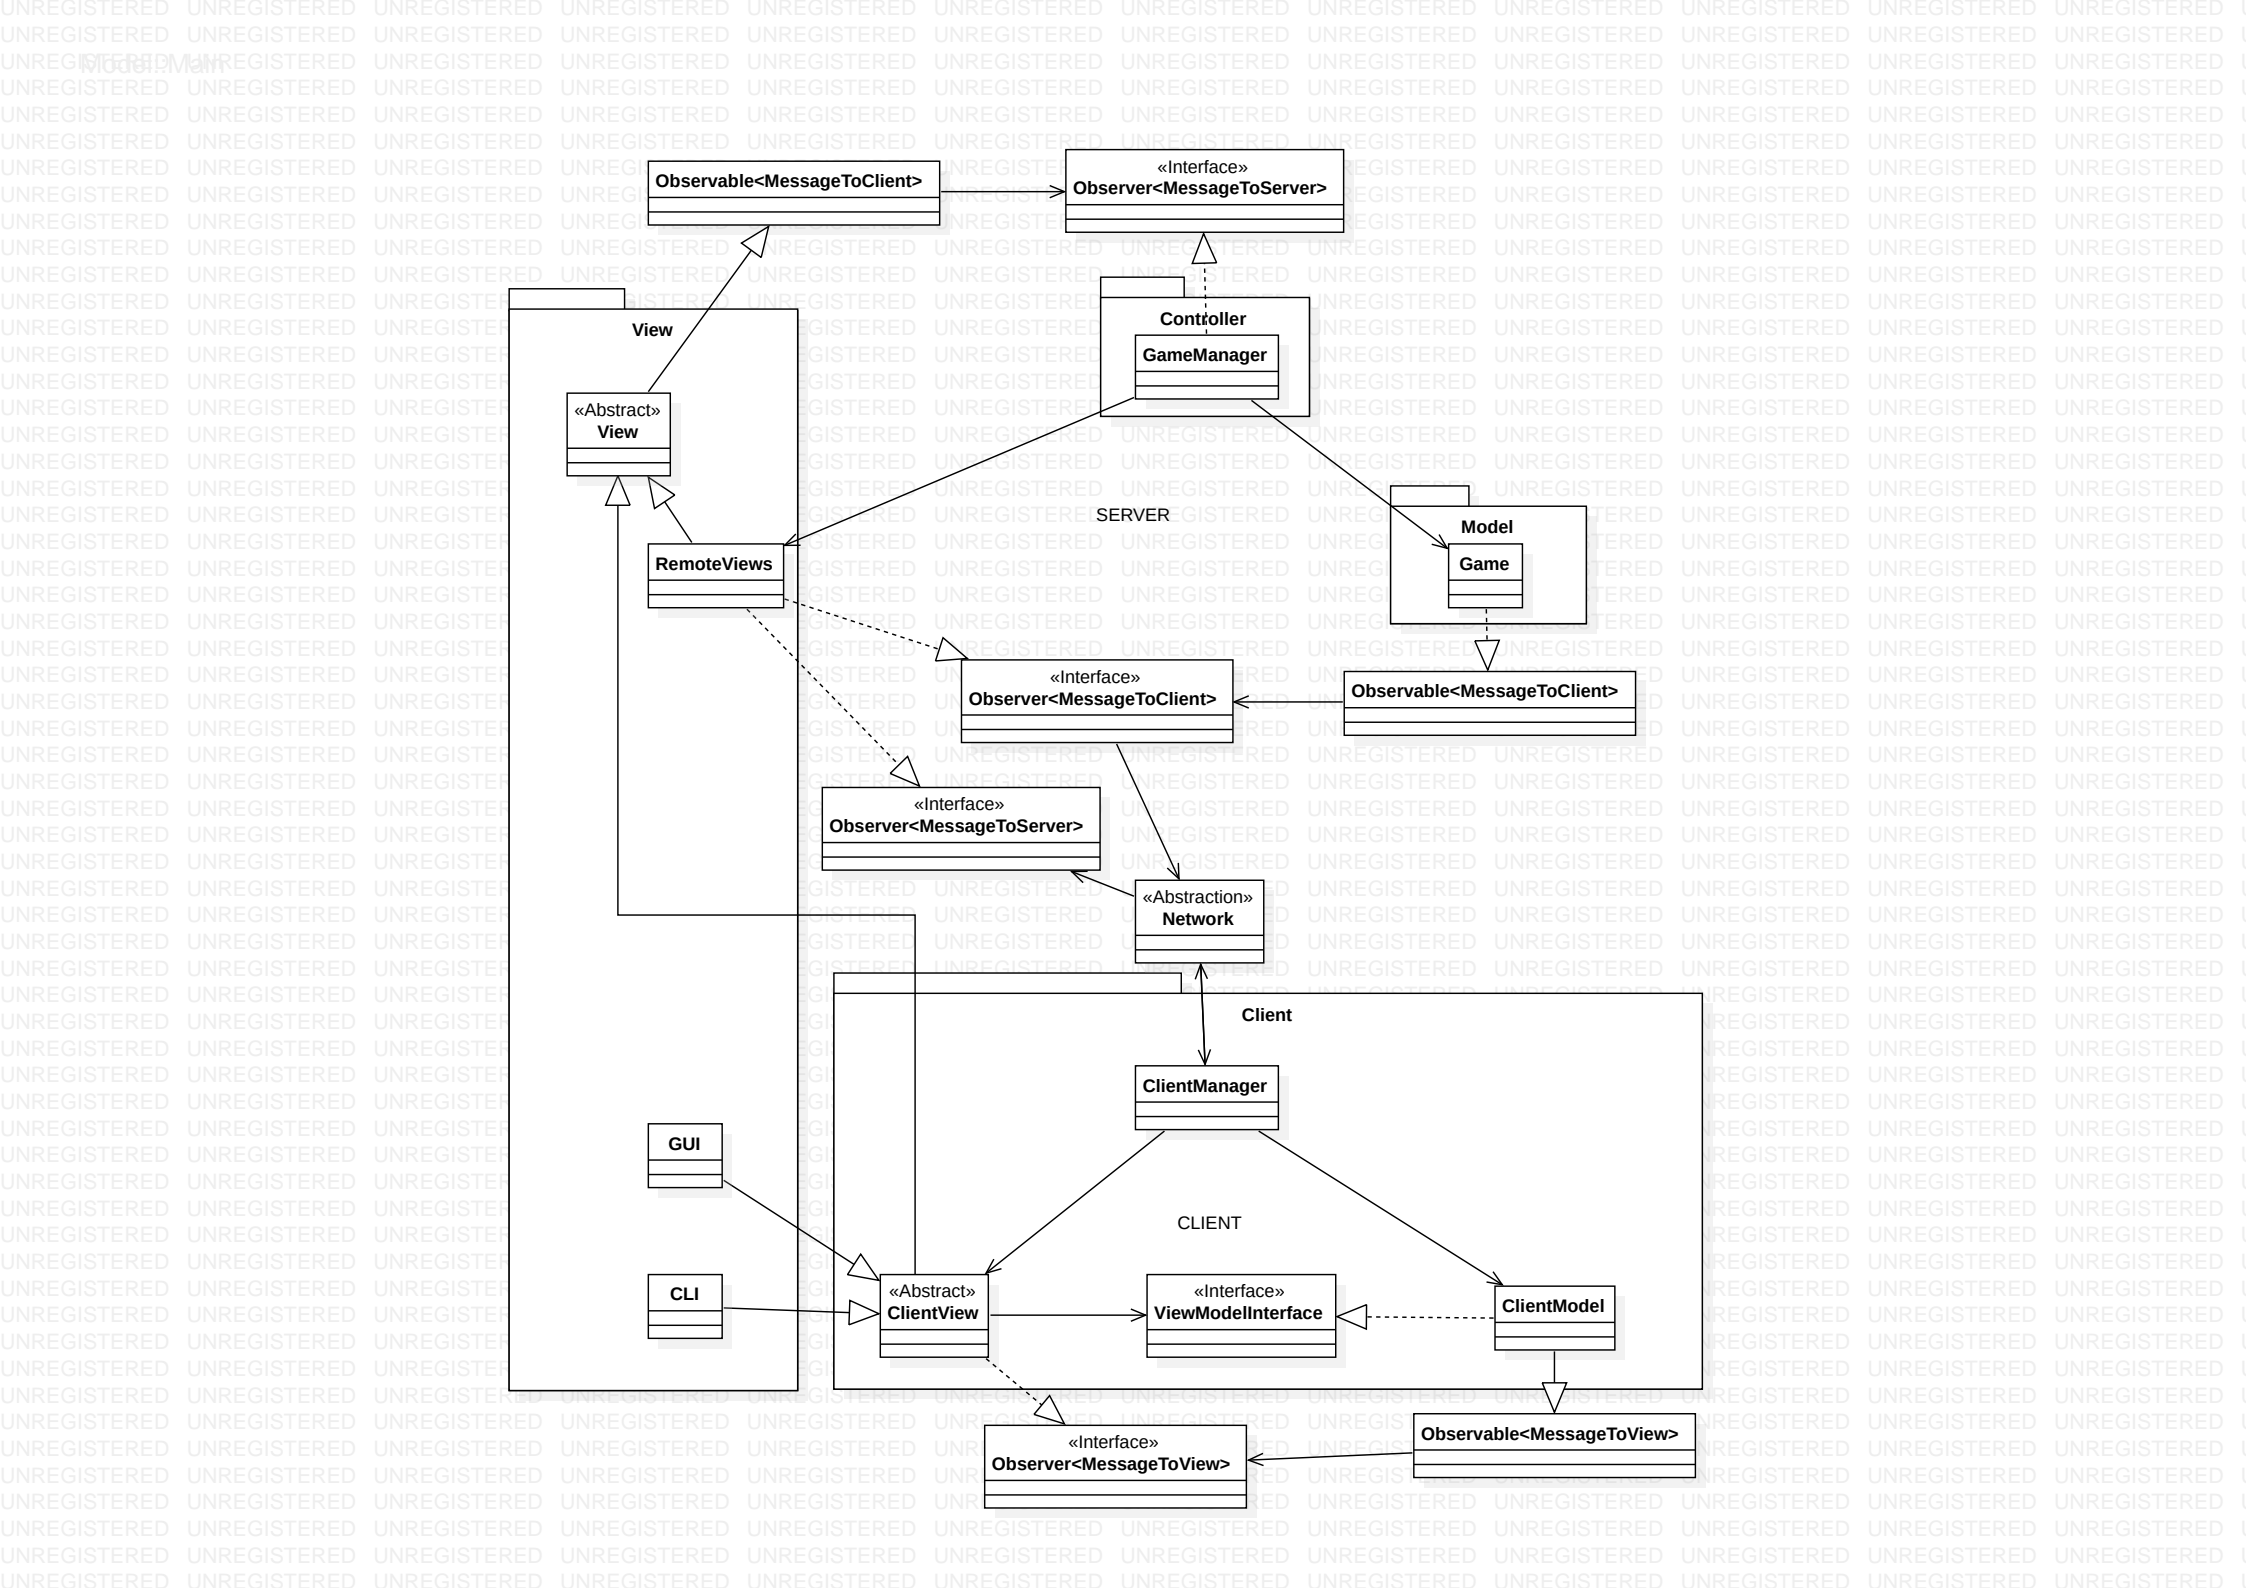 Model::Main
Observable<MessageToClient>
«Interface»
Observer<MessageToServer>
View
Controller
GameManager
«Abstract»
View
SERVER
Model
RemoteViews
Game
«Interface»
Observer<MessageToClient>
Observable<MessageToClient>
«Interface»
Observer<MessageToServer>
«Abstraction»
Network
Client
ClientManager
GUI
CLIENT
CLI
«Abstract»
ClientView
«Interface»
ViewModelInterface
ClientModel
«Interface»
Observer<MessageToView>
Observable<MessageToView>
UNREGISTERED